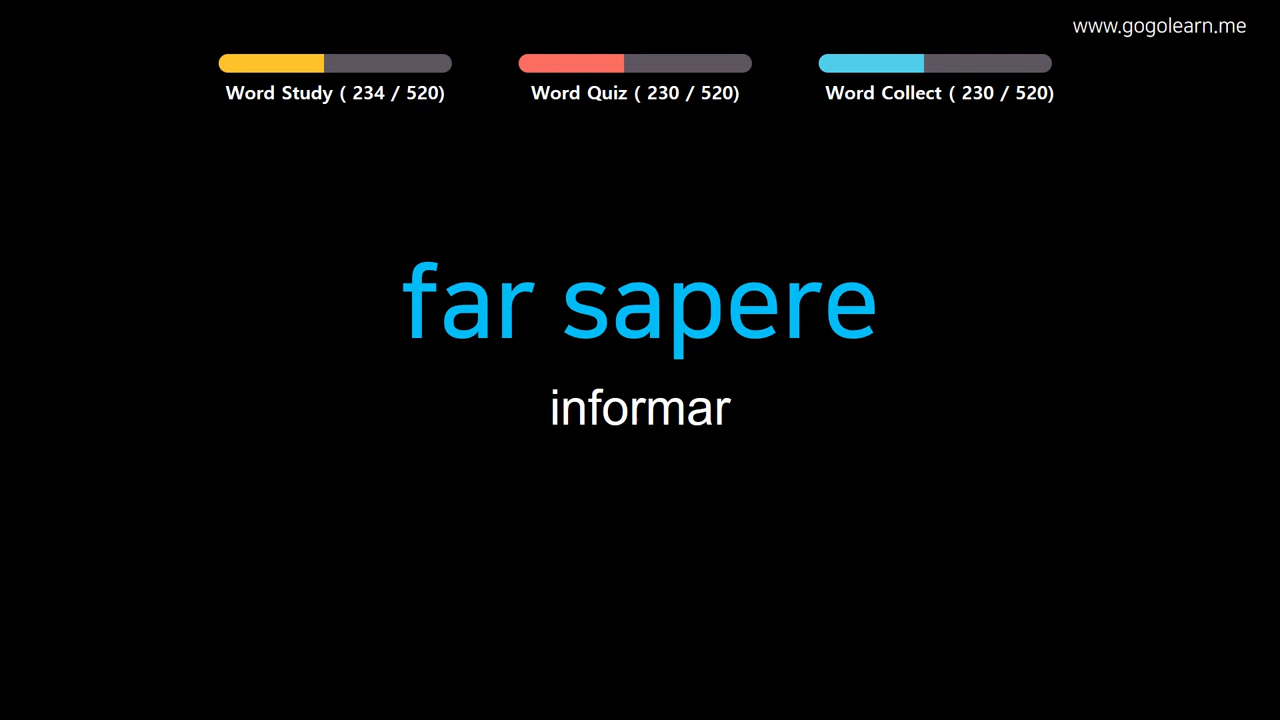 www.gogolearn.me
Word Study ( 234 / 520)
Word Quiz ( 230 / 520)
Word Collect ( 230 / 520)
far sapere
informar